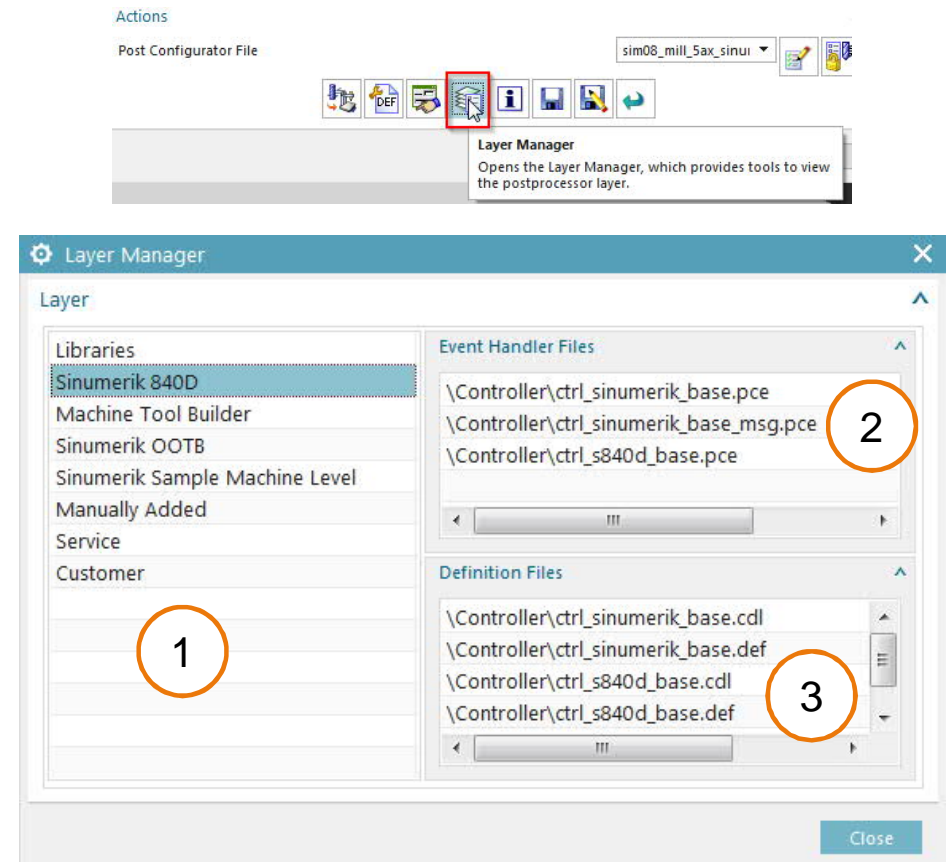 Actions
Post Configurator File
sim08_mill_5ax_sinui
DEF
i
Layer Manager
Opens the Layer Manager, which provides tools to view
the postprocessor layer.
Layer Manager
Layer
Libraries
Sinumerik 840D
Machine Tool Builder
Sinumerik OOTB
Sinumerik Sample Machine Level
Manually Added
Service
Customer
1
Event Handler Files
\Controller\ctrl_sinumerik_base.pce
\Controller\ctrl_sinumerik_base_msg.pce
\Controller\ctrl_s840d_base.pce
2
Definition Files
\Controller\ctrl_sinumerik_base.cdl
\Controller\ctrl_sinumerik_base.def
\Controller\ctrl_s840d_base.cdl
\Controller\ctrl_s840d_base.def
3
Close